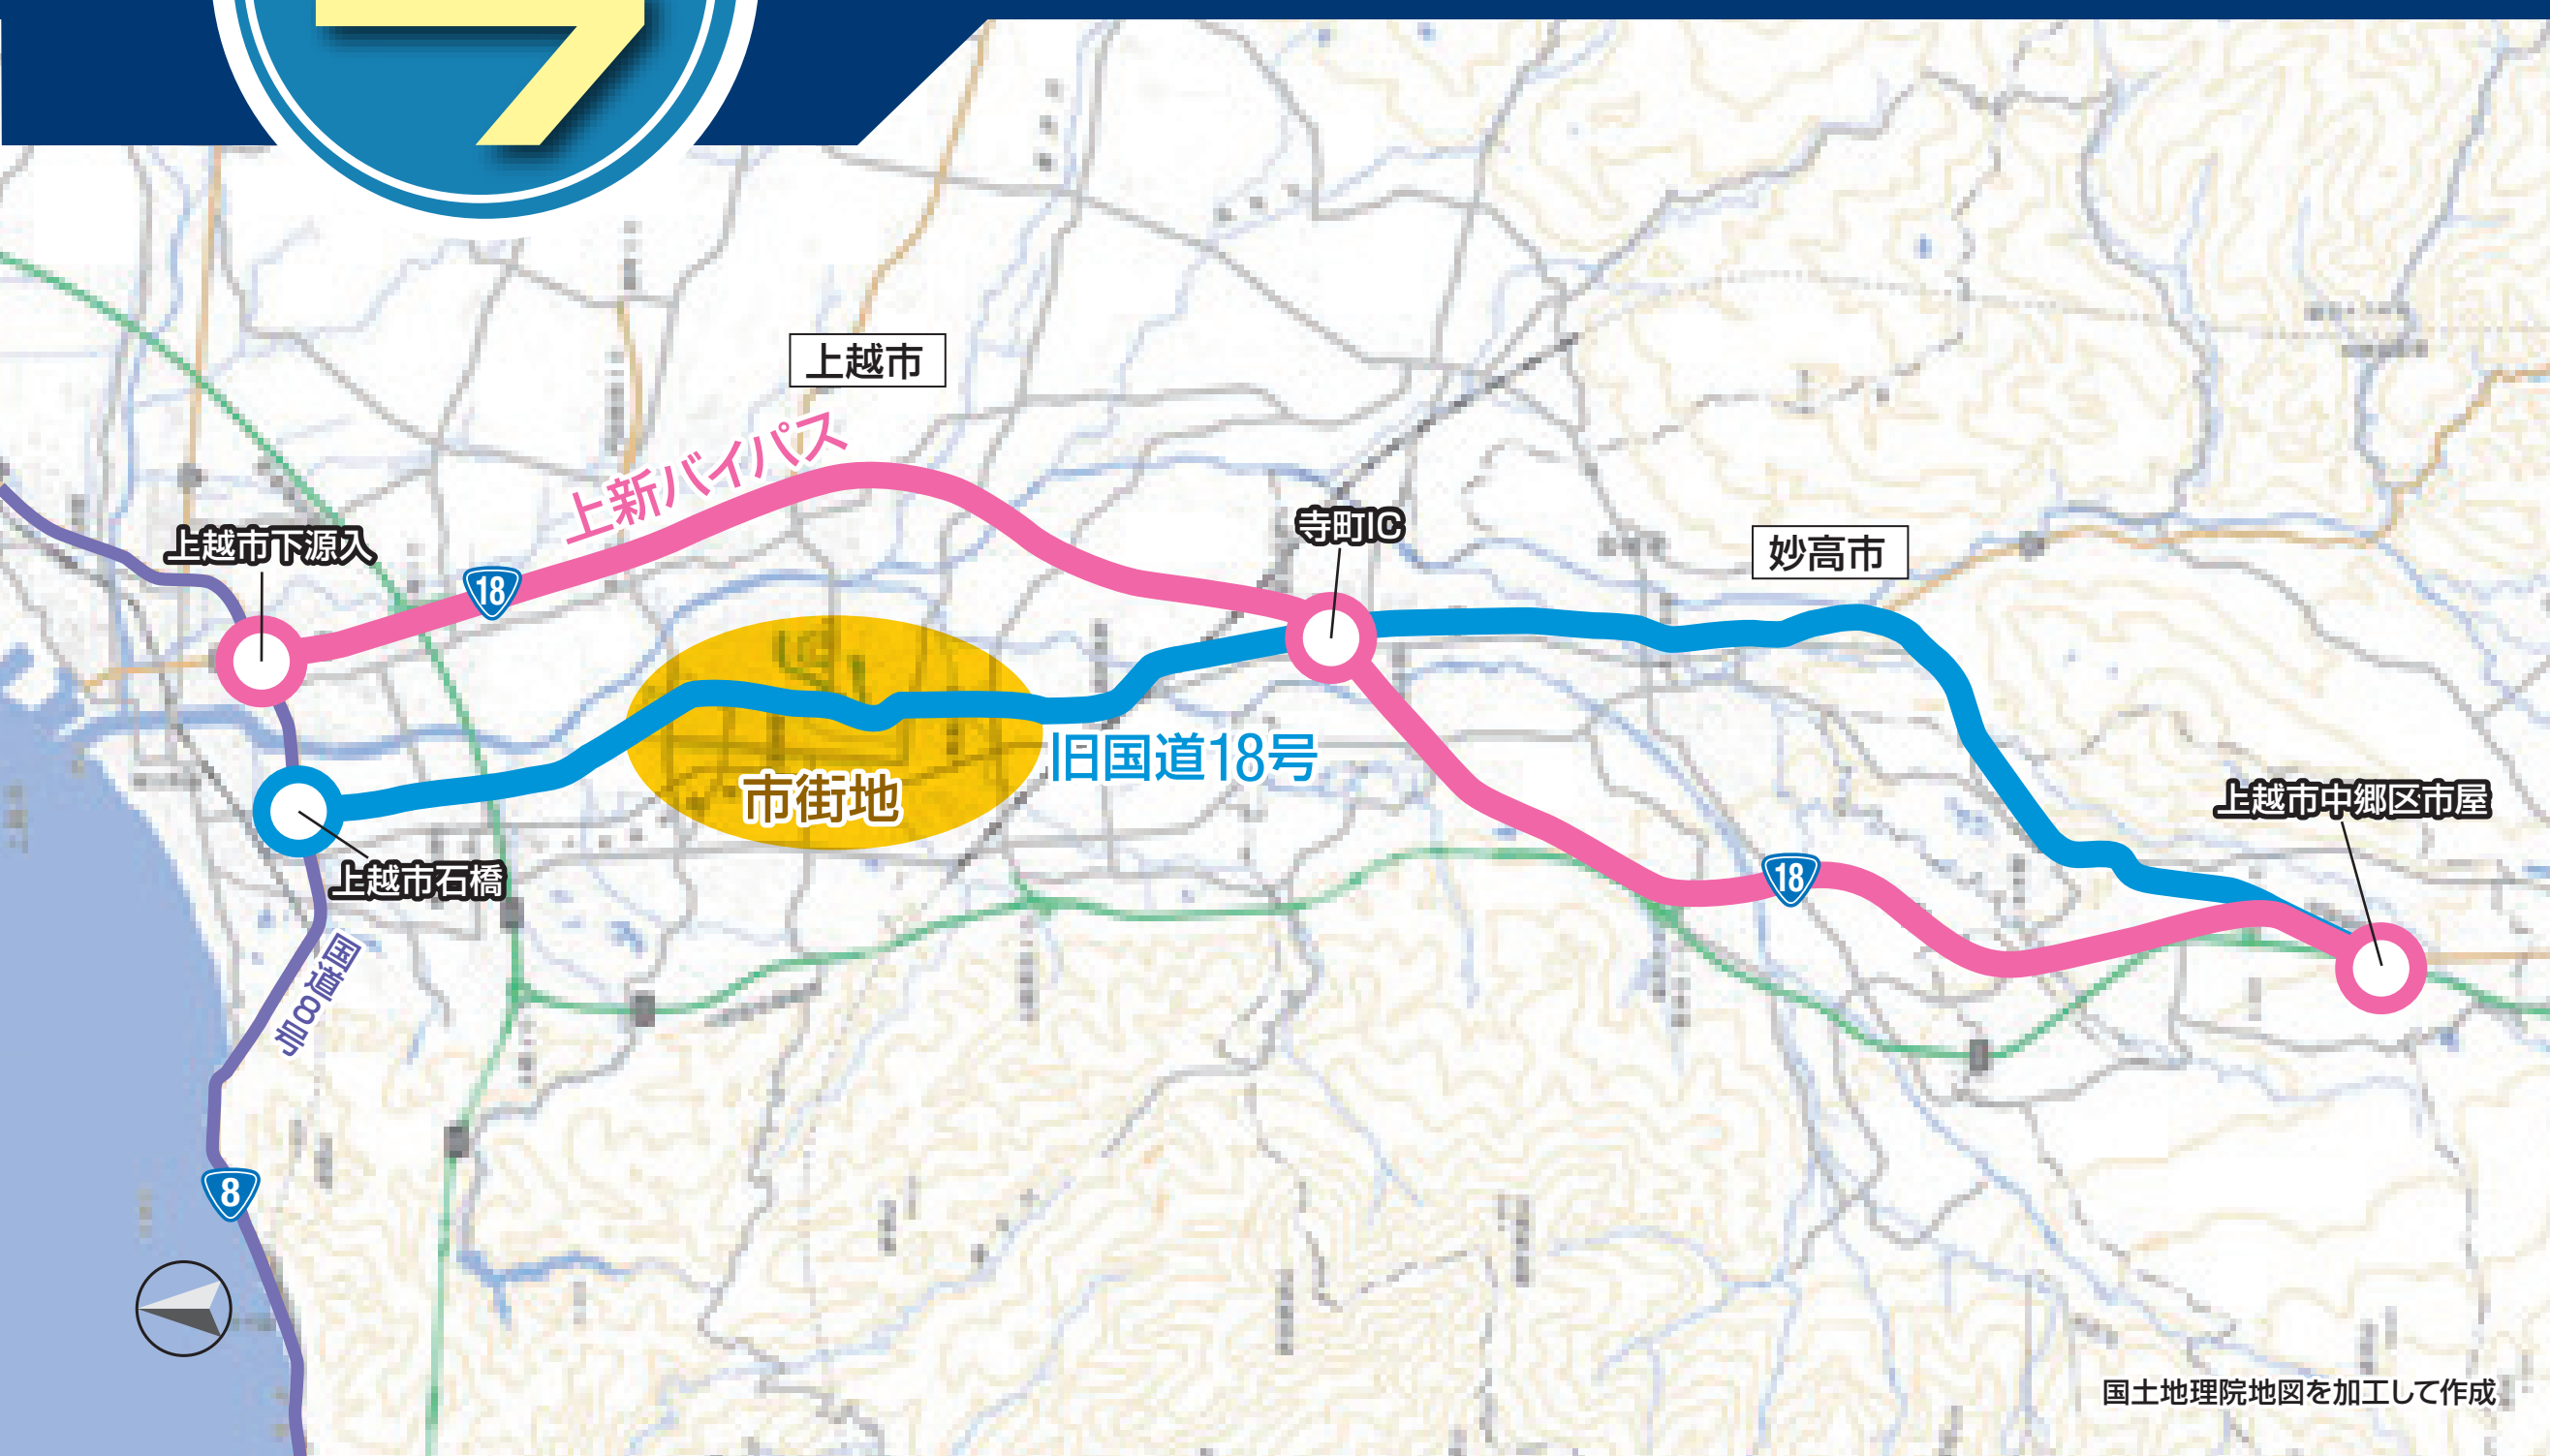 上越市
上新バイパス
上越市下源入
18
寺町IC
妙高市
旧国道18号
市街地
上越市中郷区市屋
上越市石橋
18
国道8号
8
国土地理院地図を加工して作成